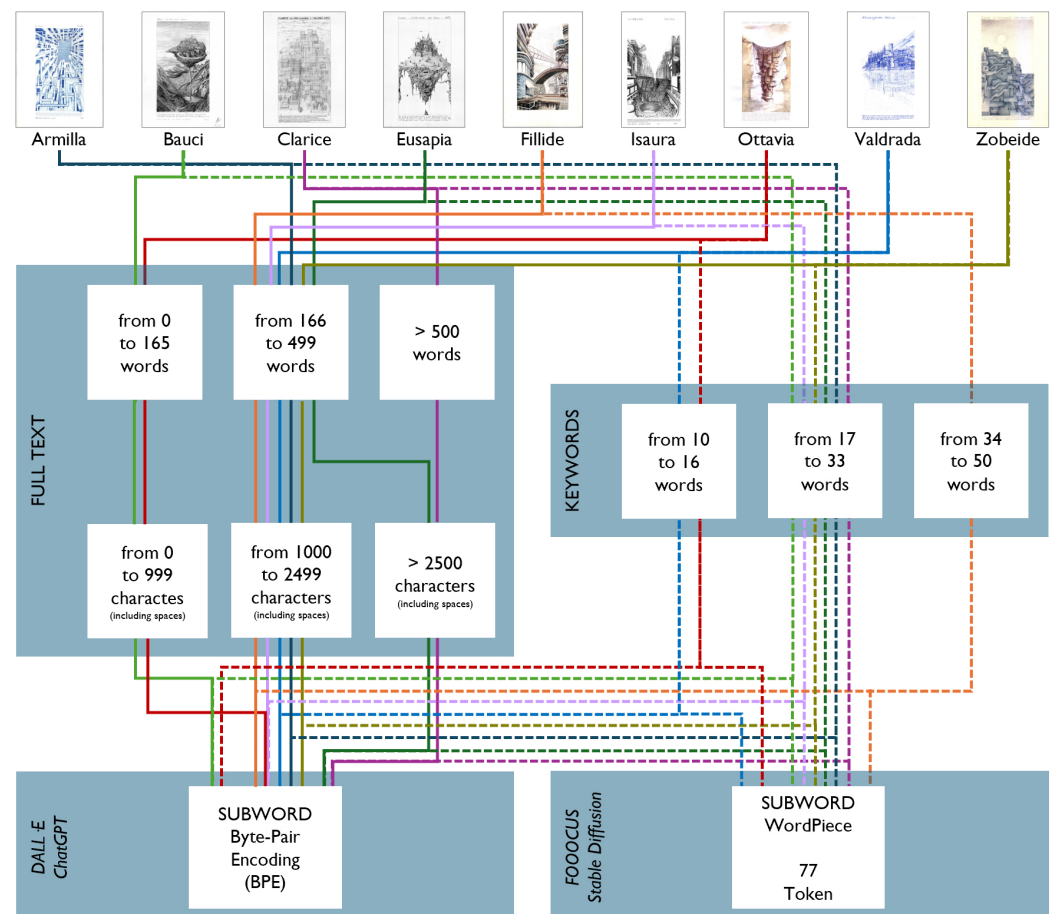 Armilla
Bauci
Clarice
Eusapia
Fillide
Isaura
Ottavia
Valdrada
Zobeide
FULL TEXT
from 0
to 165
words
from 166
to 499
words
> 500
words
KEYWORDS
from 10
to 16
words
from 17
to 33
words
from 34
to 50
words
from 0
to 999
charactes
(including spaces)
from 1000
to 2499
characters
(including spaces)
> 2500
characters
(including spaces)
DALL·E
ChatGPT
SUBWORD
Byte-Pair
Encoding
(BPE)
FOOOCUS
Stable Diffusion
SUBWORD
WordPiece
77
Token